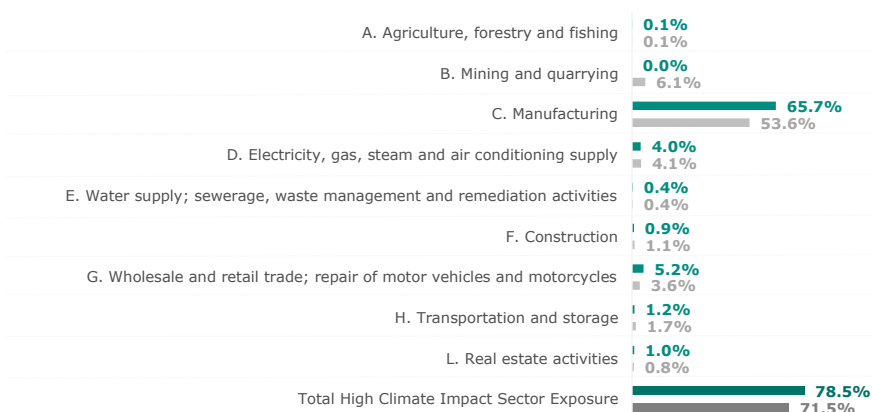 A. Agriculture, forestry and fishing
0.1%
0.1%
B. Mining and quarrying
0.0%
6.1%
C. Manufacturing
65.7%
53.6%
D. Electricity, gas, steam and air conditioning supply
4.0%
4.1%
E. Water supply; sewerage, waste management and remediation activities
0.4%
0.4%
F. Construction
0.9%
1.1%
G. Wholesale and retail trade; repair of motor vehicles and motorcycles
5.2%
3.6%
H. Transportation and storage
1.2%
1.7%
L. Real estate activities
1.0%
0.8%
Total High Climate Impact Sector Exposure
78.5%
71.5%